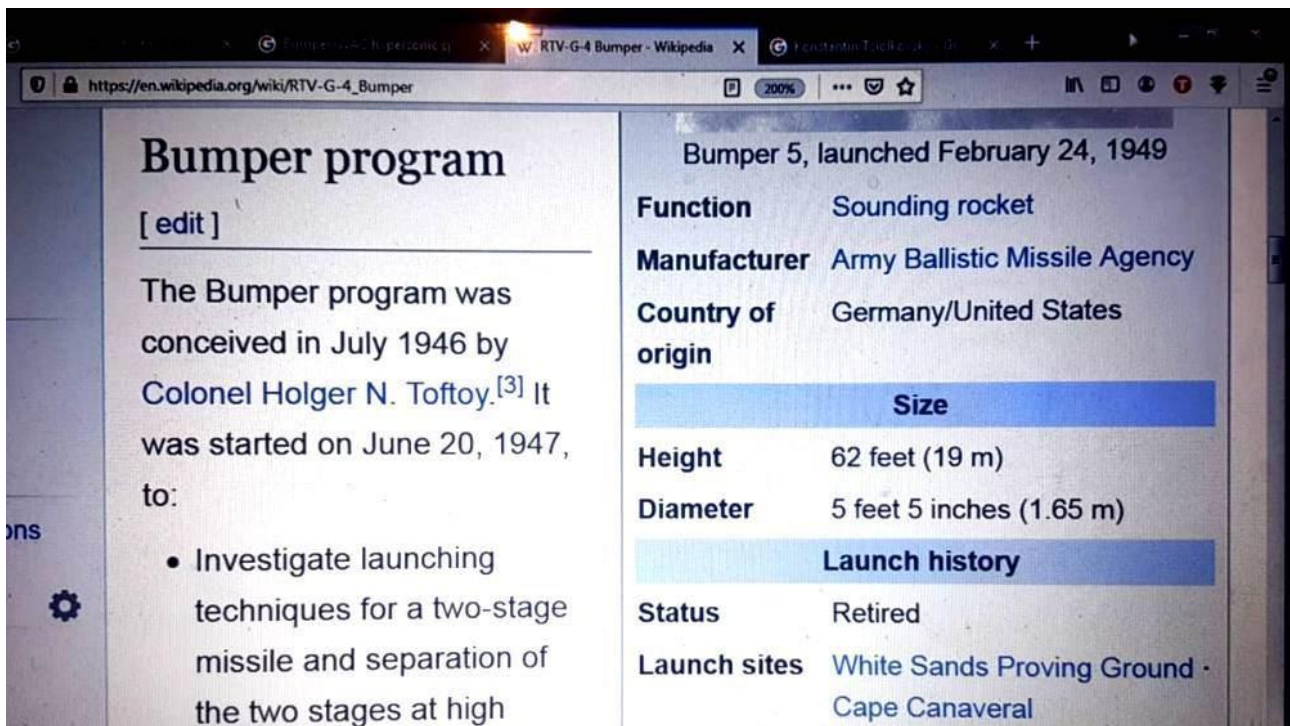 RTV-G-4 Bumper - Wikipedia
https://en.wikipedia.org/wiki/RTV-G-4_Bumper
200%
Bumper program
[ edit ]
The Bumper program was
conceived in July 1946 by
Colonel Holger N. Toftoy.[3] It
was started on June 20, 1947,
to:
• Investigate launching
techniques for a two-stage
missile and separation of
the two stages at high
ons
Bumper 5, launched February 24, 1949
Function Sounding rocket
Manufacturer Army Ballistic Missile Agency
Country of Germany/United States
origin
Size
Height 62 feet (19 m)
Diameter 5 feet 5 inches (1.65 m)
Launch history
Status Retired
Launch sites White Sands Proving Ground ·
Cape Canaveral